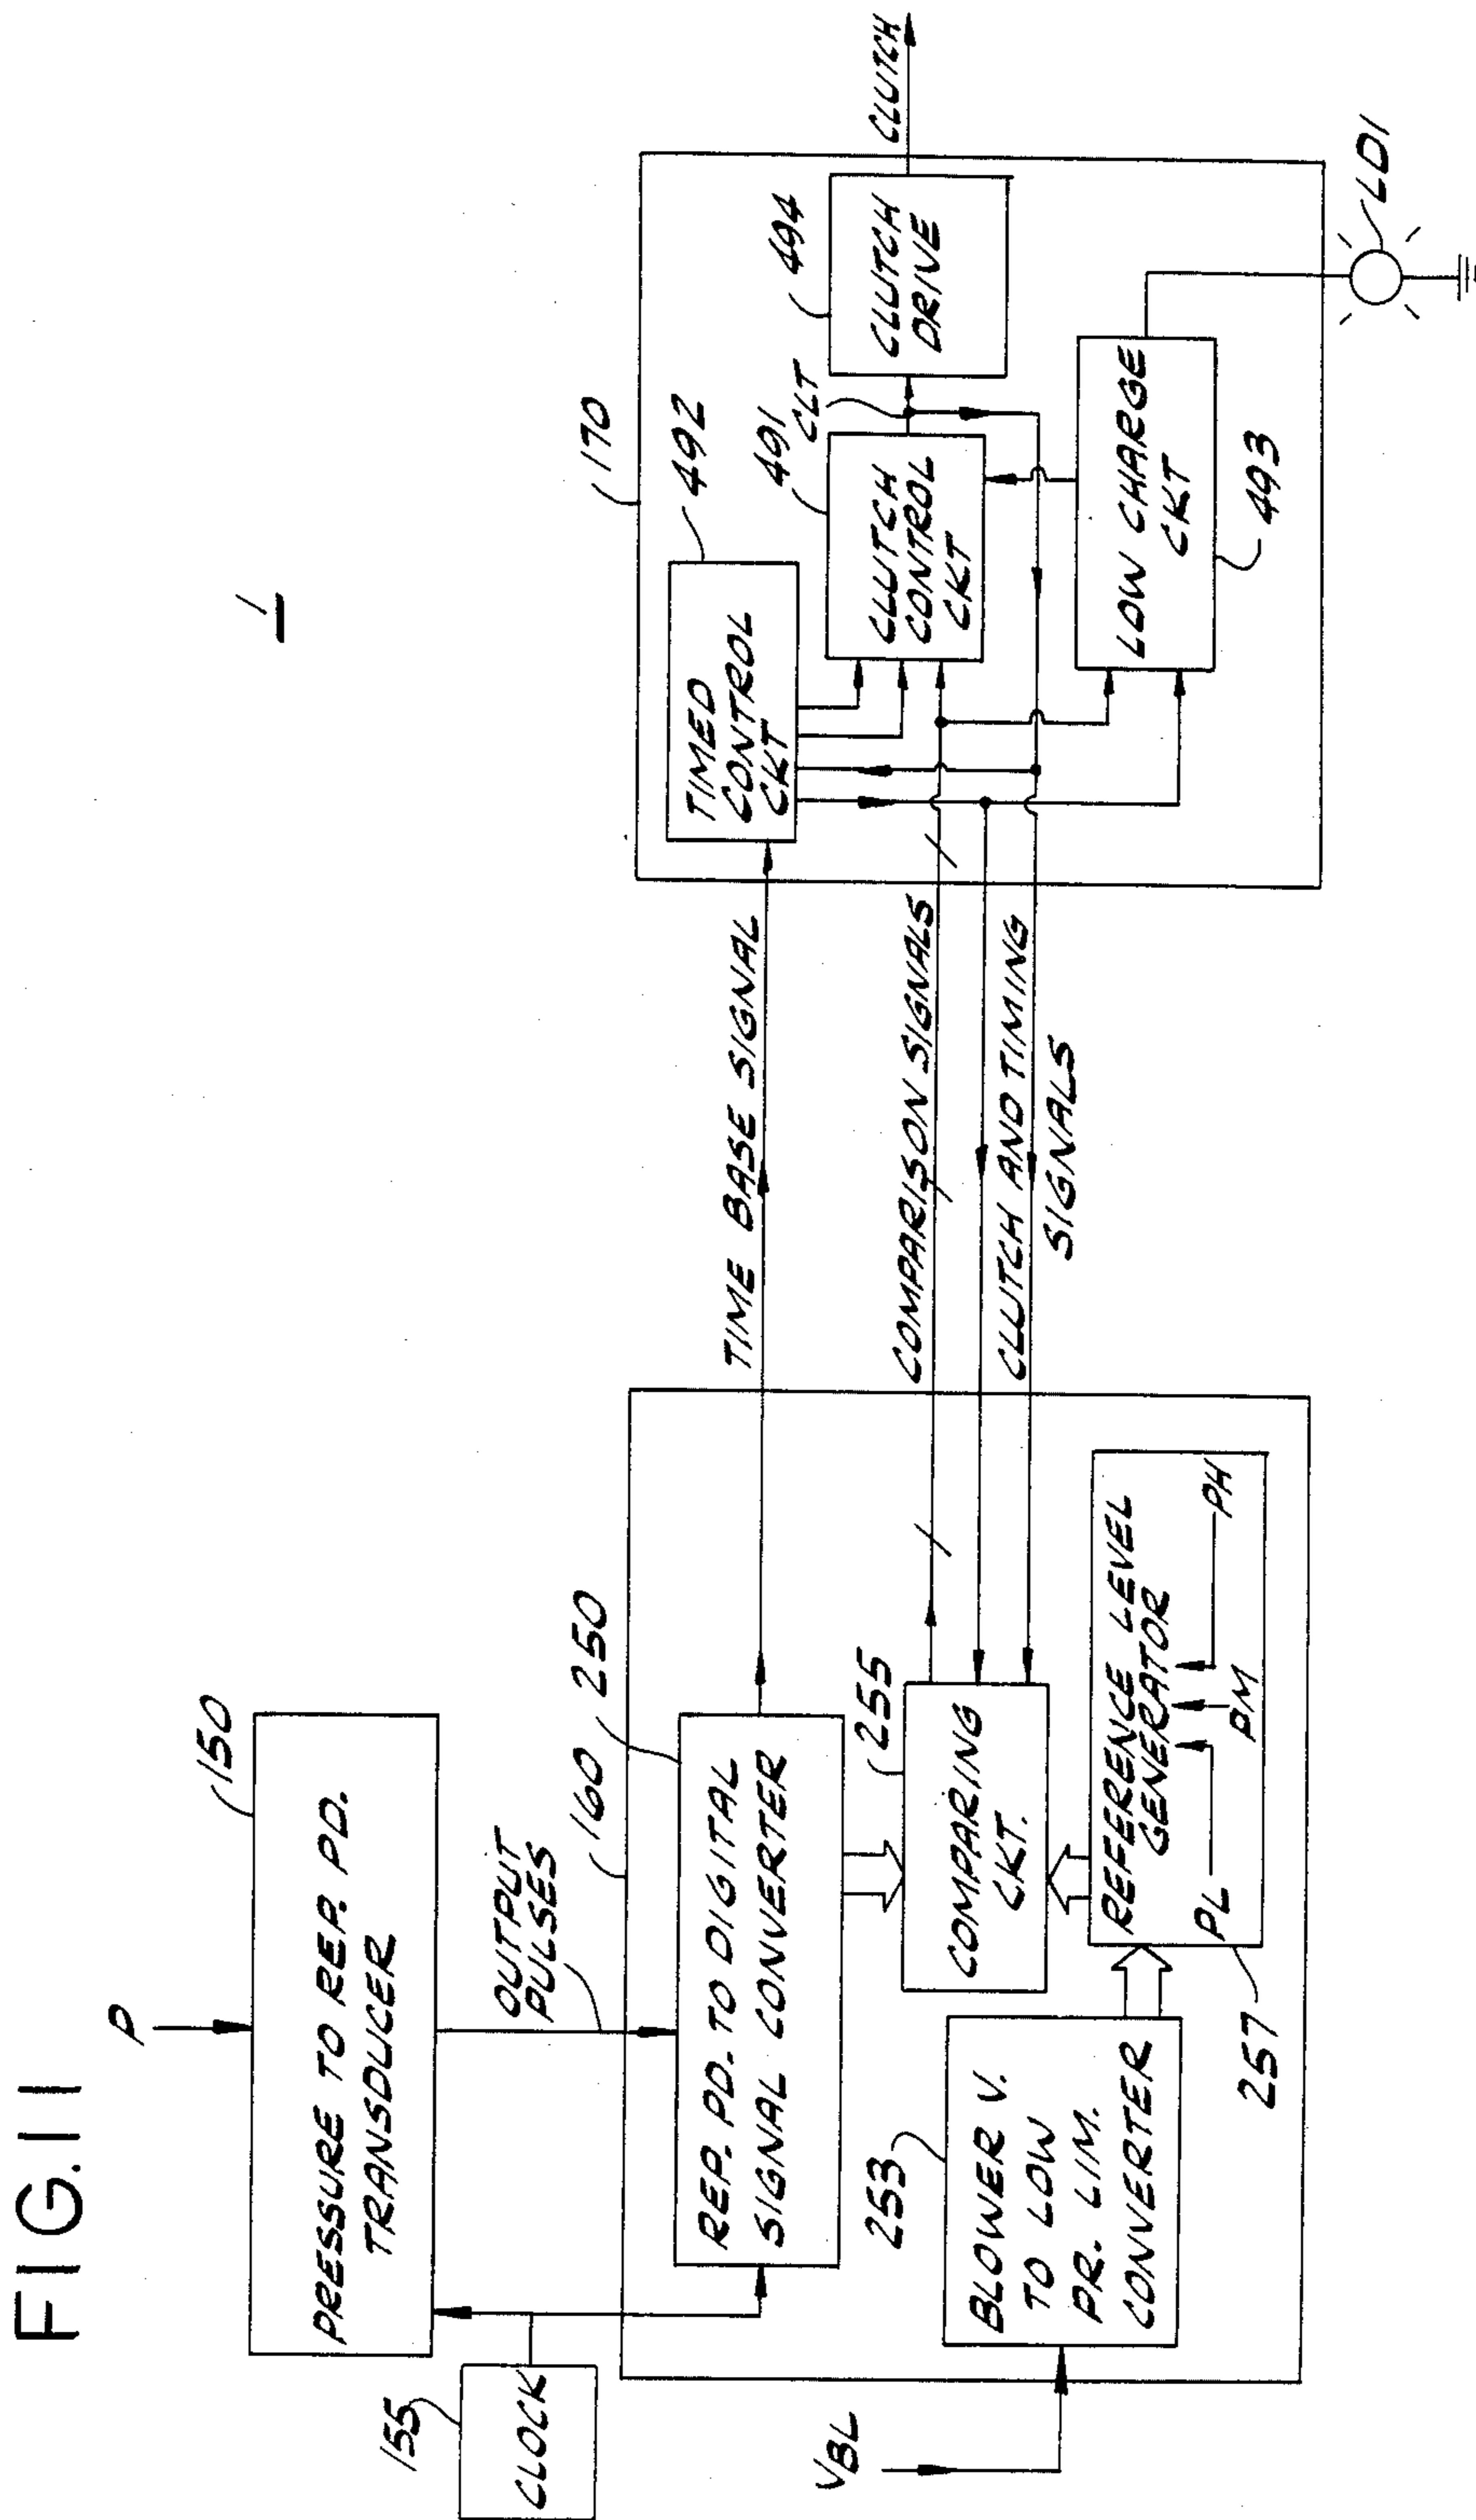 FIG. 11
1
P
150
PRESSURE TO REP. PD.
TRANSDUCER
155
CLOCK
OUTPUT
PULSES
160
250
REP. PD. TO DIGITAL
SIGNAL CONVERTER
TIME BASE SIGNAL
253
VBL
BLOWER V.
TO LOW
PR. LIM.
CONVERTER
255
COMPARING
CKT.
257
REFERENCE LEVEL
GENERATOR
PL
PM
PH
COMPARISON SIGNALS
CLUTCH AND TIMING
SIGNALS
170
492
TIMED
CONTROL
CKT
491
CLT
CLUTCH
CONTROL
CKT
494
CLUTCH
DRIVE
CLUTCH
LOW CHARGE
CKT
493
LD1